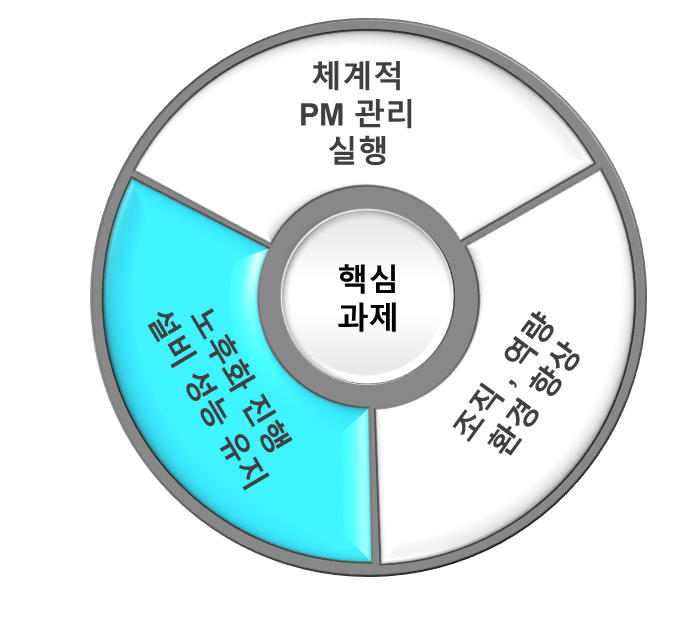 체계적
PM 관리
실행
핵심
과제
노후화 진행
설비 성능 유지
조직, 역량
환경 향상